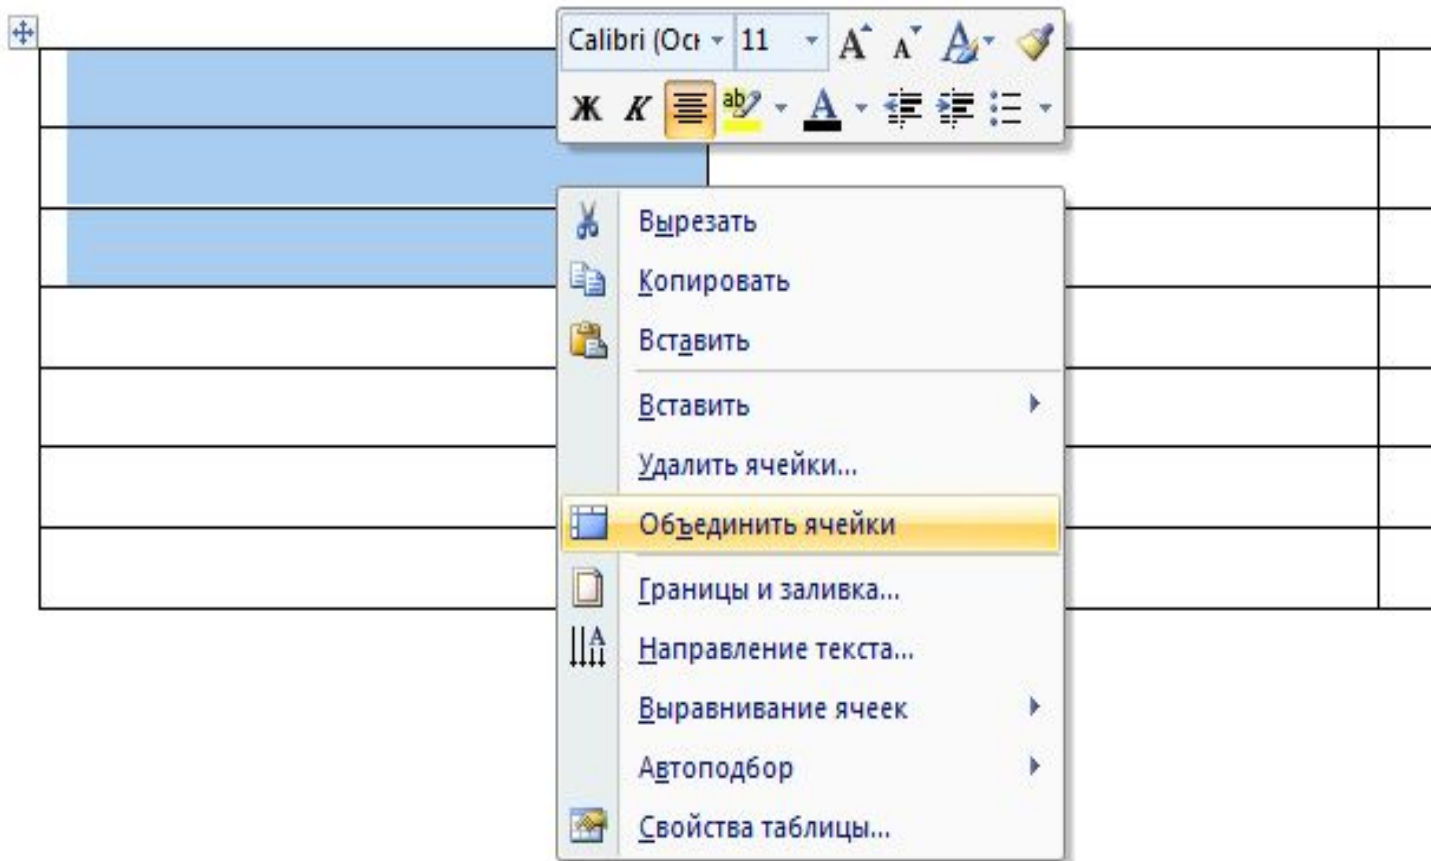 Calibri (Осн 11 A A A
Ж К ab A
Вырезать
Копировать
Вставить
Вставить
Удалить ячейки...
Объединить ячейки
Границы и заливка...
A
Направление текста...
Выравнивание ячеек
Автоподбор
Свойства таблицы...